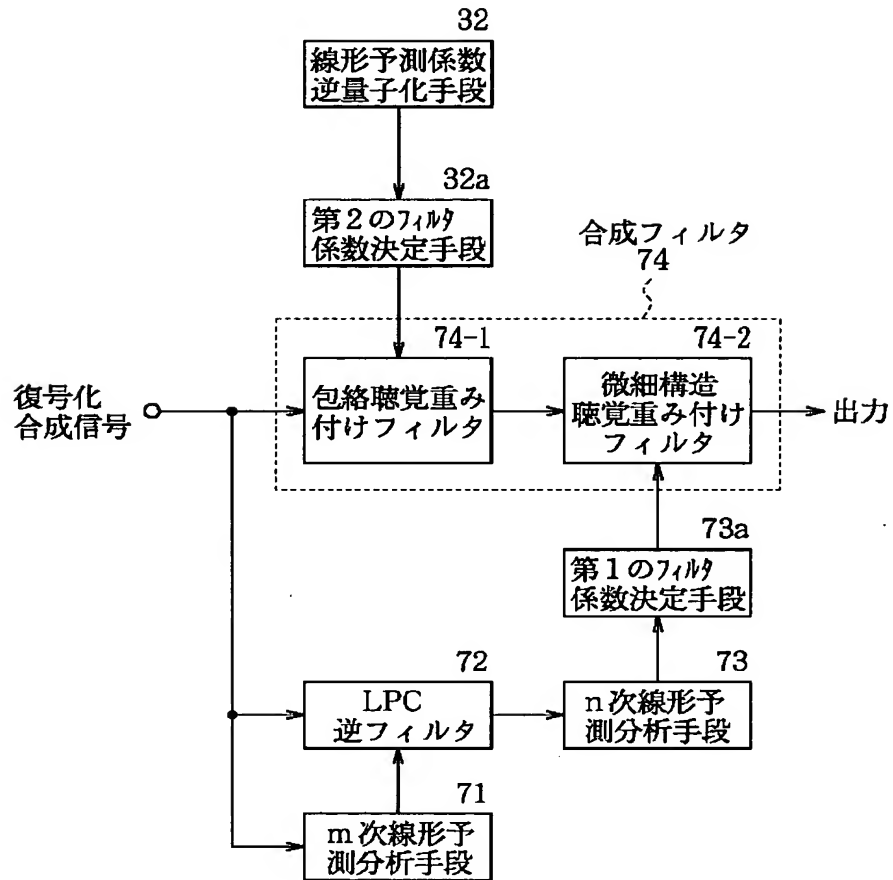 32
線形予測係数
逆量子化手段
32a
第2のフィルタ
係数決定手段
合成フィルタ
74
74-1
74-2
復号化
合成信号
包絡聴覚重み
付けフィルタ
微細構造
聴覚重み付け
フィルタ
出力
73a
第1のフィルタ
係数決定手段
72
LPC
逆フィルタ
73
n次線形予
測分析手段
71
m次線形予
測分析手段